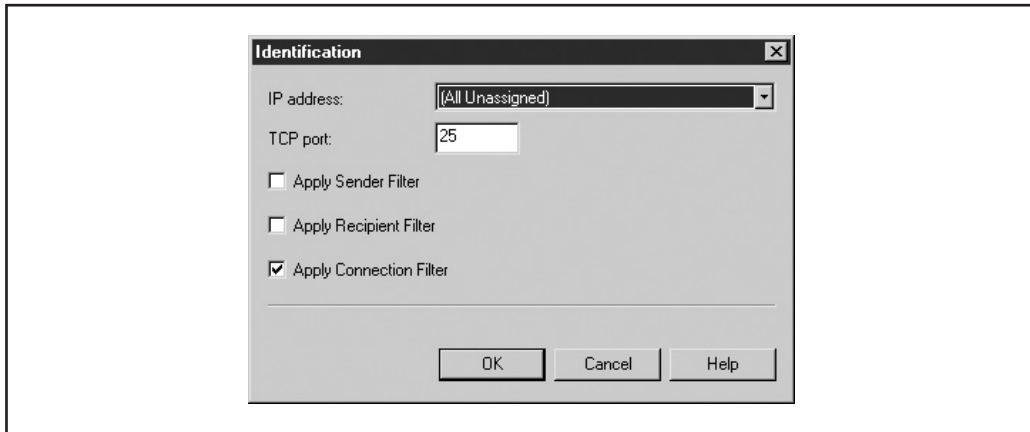 Identification
IP address: (All Unassigned)
TCP port: 25
Apply Sender Filter
Apply Recipient Filter
Apply Connection Filter
OK Cancel Help